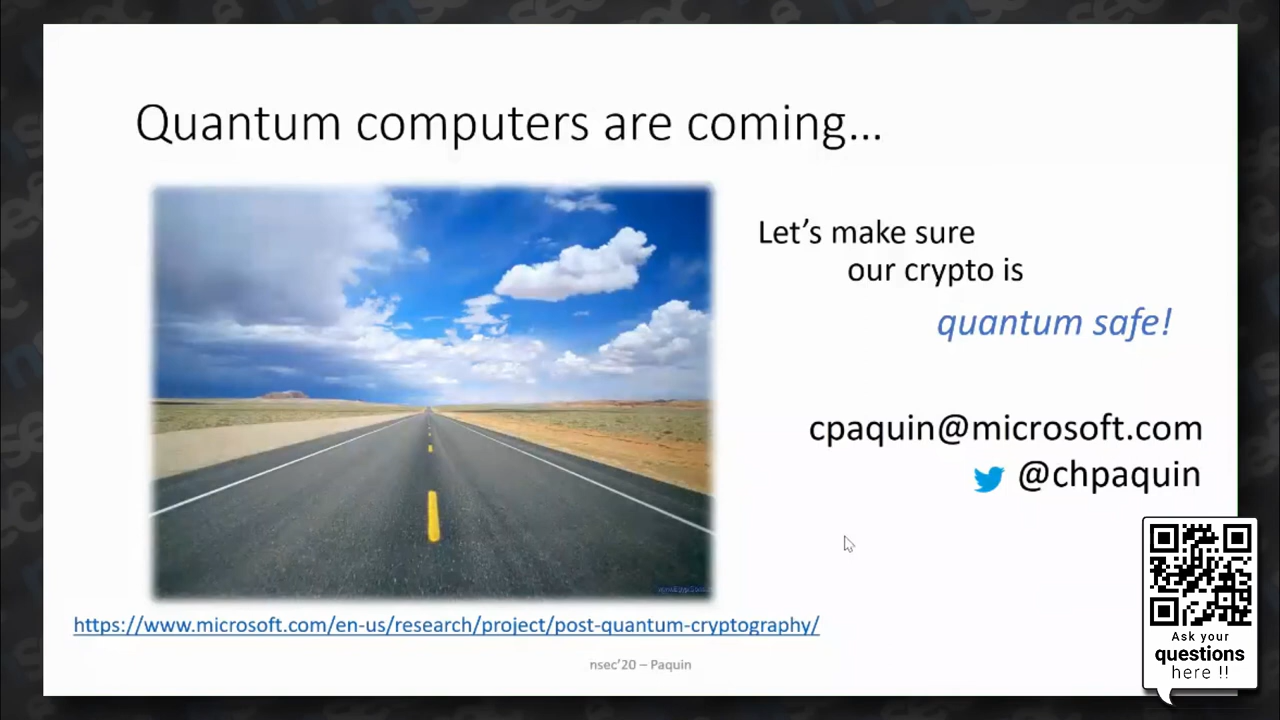 Quantum computers are coming...
Let's make sure
our crypto is
quantum safe!
cpaquin@microsoft.com
@chpaquin
https://www.microsoft.com/en-us/research/project/post-quantum-cryptography/
nsec'20 – Paquin
Ask your
questions
here !!